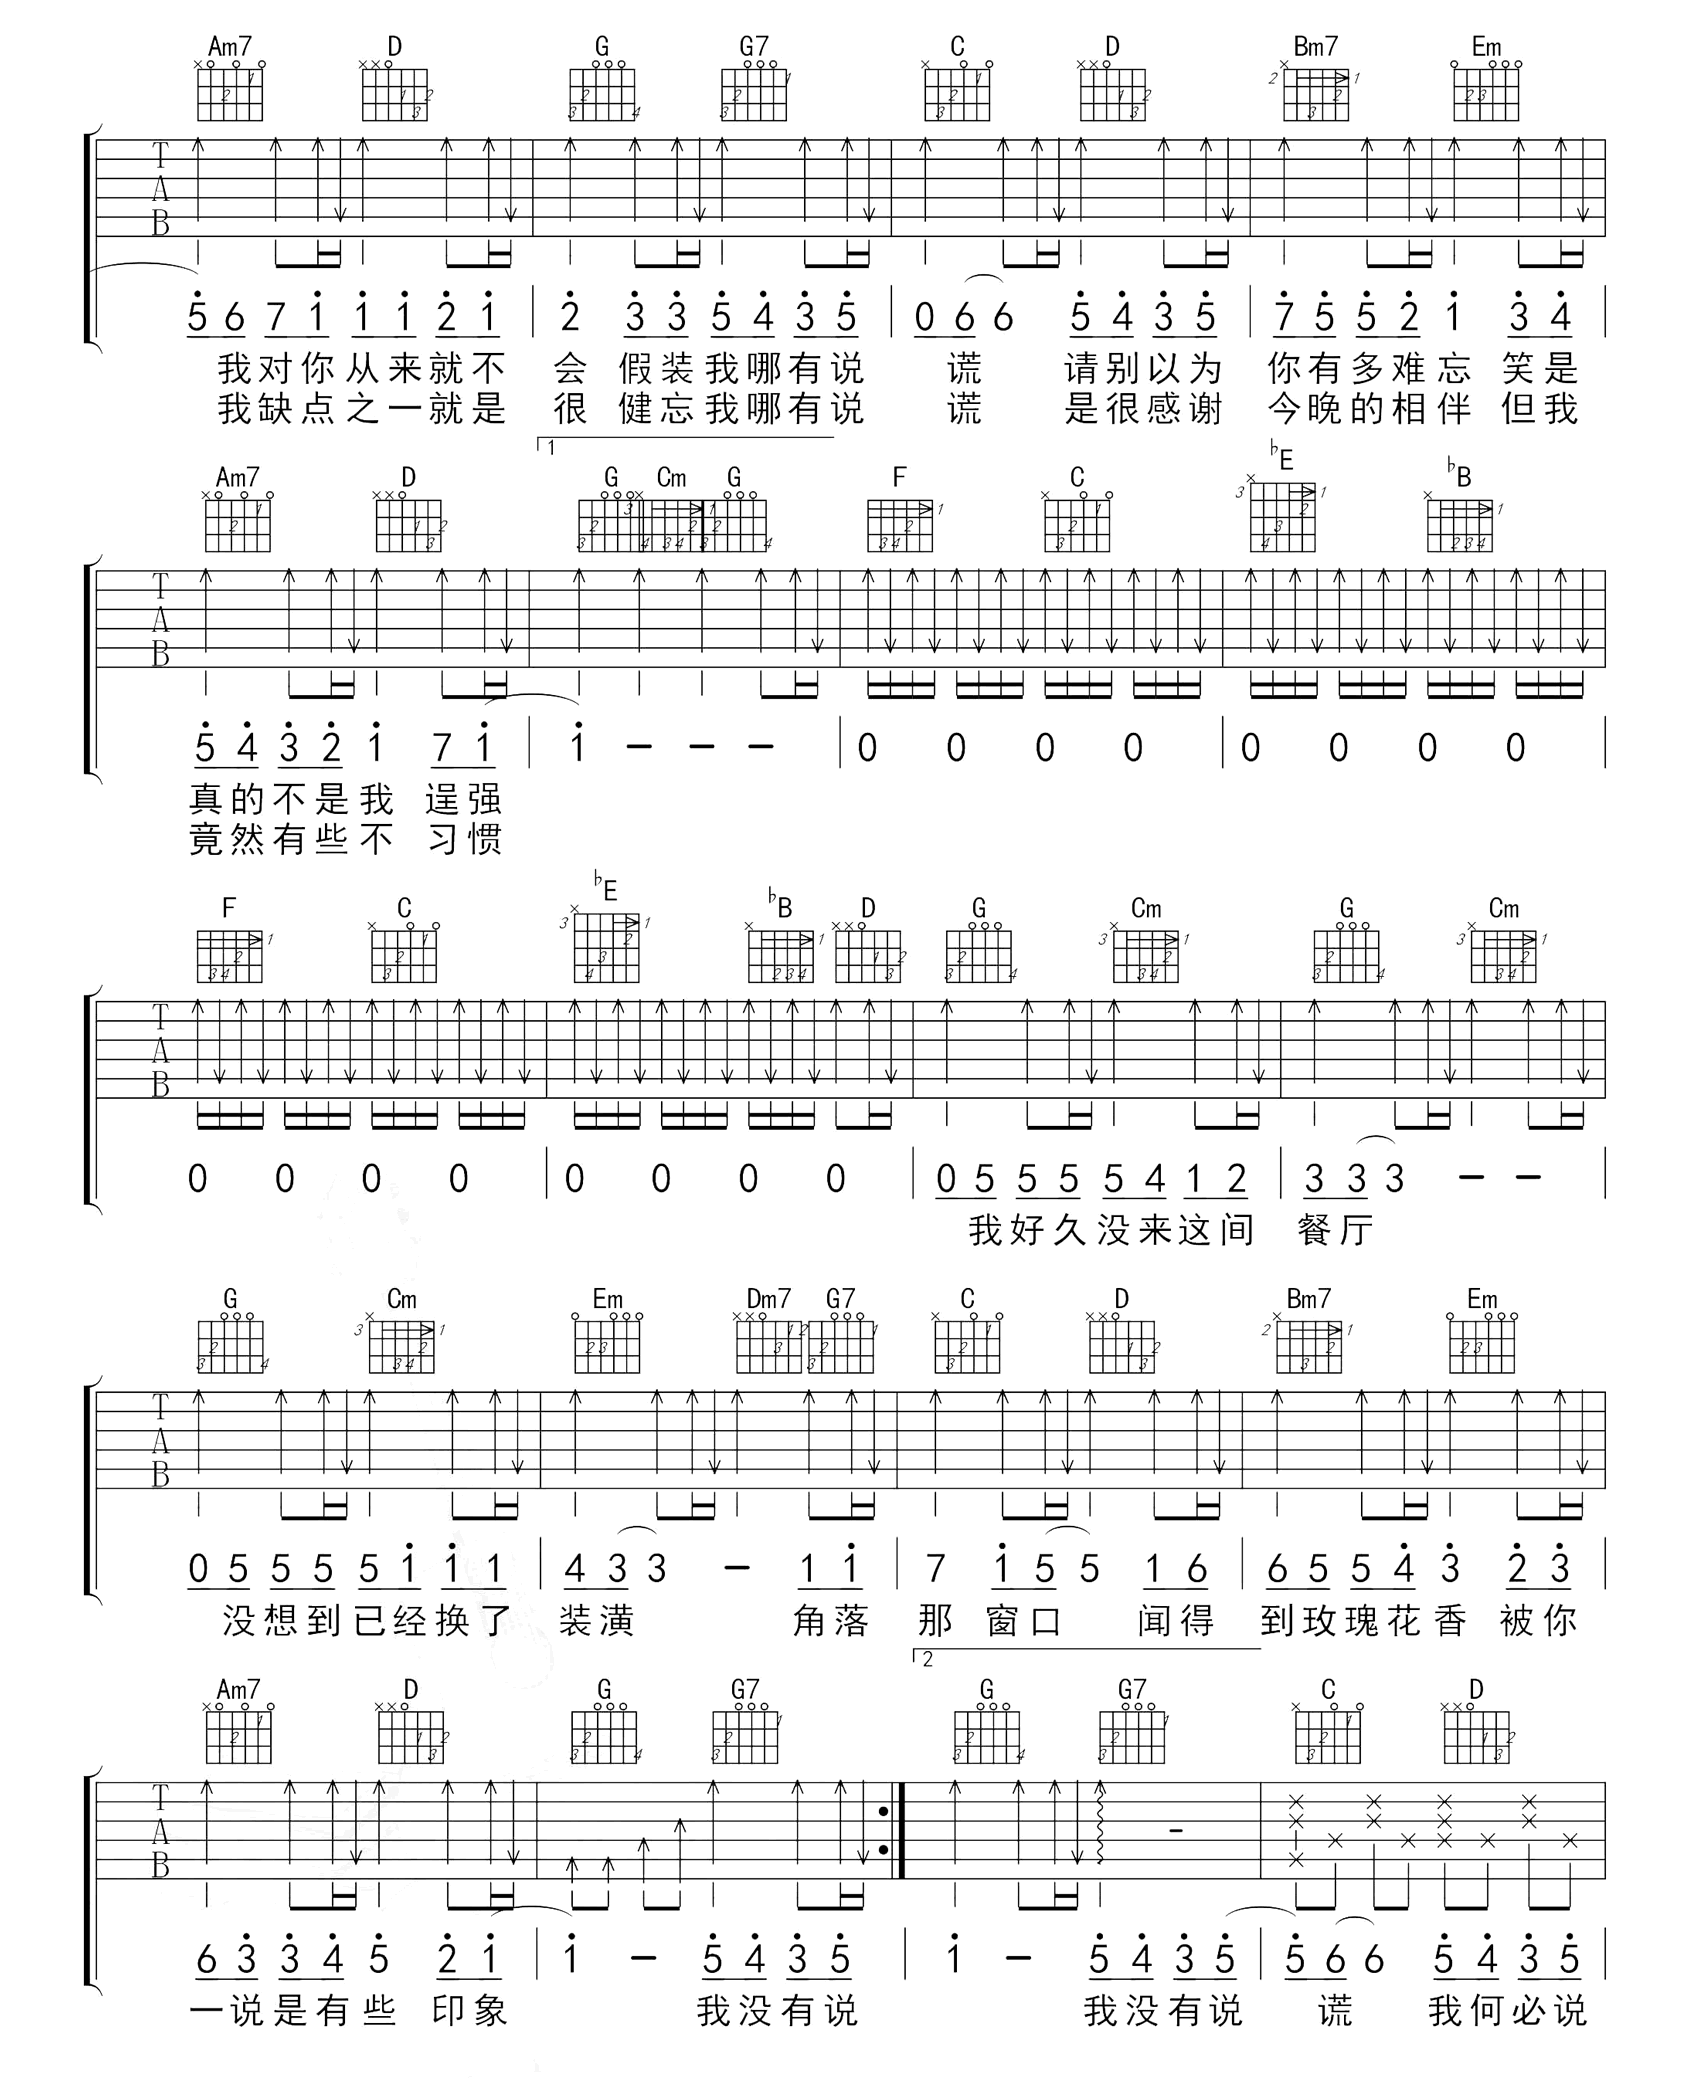 Am7 D G G7 C D Bm7 Em
5 6 7 1 1 1 2 1 2 3 3 5 4 3 5 0 6 6 5 4 3 5 7 5 5 2 1 3 4
我对你从来就不 会 假装我哪有说 谎 请别以为 你有多难忘 笑是
我缺点之一就是 很 健忘我哪有说 谎 是很感谢 今晚的相伴 但我
1
Am7 D G Cm G F C ♭E ♭B
5 4 3 2 1 7 1 1 - - - 0 0 0 0 0 0 0 0
真的不是我 逞强
竟然有些不 习惯
F C ♭E ♭B D G Cm G Cm
0 0 0 0 0 0 0 0 0 5 5 5 5 4 1 2 3 3 3 - -
我好久没来这间 餐厅
G Cm Em Dm7 G7 C D Bm7 Em
0 5 5 5 5 1 1 1 4 3 3 - 1 1 7 1 5 5 1 6 6 5 5 4 3 2 3
没想到已经换了 装潢 角落 那 窗口 闻得 到玫瑰花香 被你
2
Am7 D G G7 G G7 C D
6 3 3 4 5 2 1 1 - 5 4 3 5 1 - 5 4 3 5 5 6 6 5 4 3 5
一说是有些 印象 我没有说 我没有说 谎 我何必说